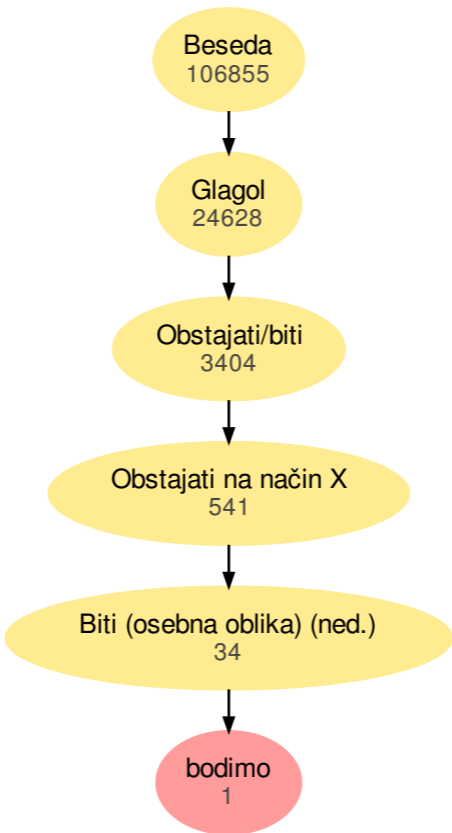 Beseda
106855
Glagol
24628
Obstajati/biti
3404
Obstajati na način X
541
Biti (osebna oblika) (ned.)
34
bodimo
1